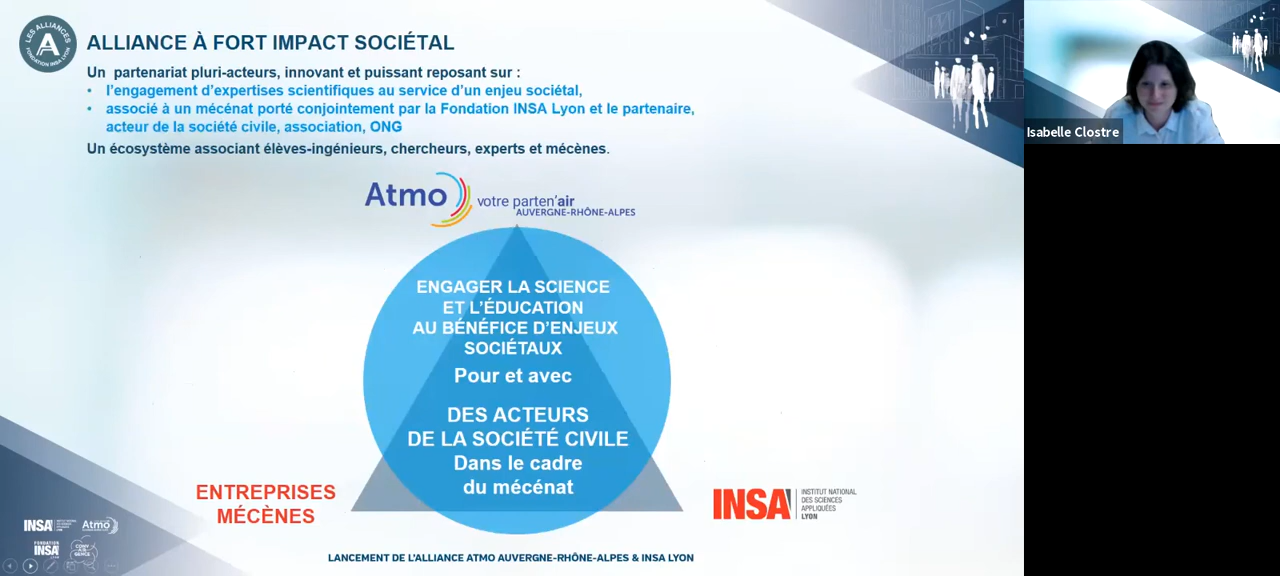 LES ALLIANCES
FONDATION INSA LYON
ALLIANCE À FORT IMPACT SOCIÉTAL
Un partenariat pluri-acteurs, innovant et puissant reposant sur :
• l'engagement d'expertises scientifiques au service d'un enjeu sociétal,
• associé à un mécénat porté conjointement par la Fondation INSA Lyon et le partenaire,
acteur de la société civile, association, ONG
Un écosystème associant élèves-ingénieurs, chercheurs, experts et mécènes.
Isabelle Clostre
Atmo
votre parten'air
AUVERGNE-RHÔNE-ALPES
ENGAGER LA SCIENCE
ET L'ÉDUCATION
AU BÉNÉFICE D'ENJEUX
SOCIÉTAUX
Pour et avec
DES ACTEURS
DE LA SOCIÉTÉ CIVILE
Dans le cadre
du mécénat
ENTREPRISES
MÉCÈNES
INSA
INSTITUT NATIONAL
DES SCIENCES
APPLIQUÉES
LYON
INSA
Atmo
FONDATION
INSA
CONV
AIR
GENCE
LANCEMENT DE L'ALLIANCE ATMO AUVERGNE-RHÔNE-ALPES & INSA LYON